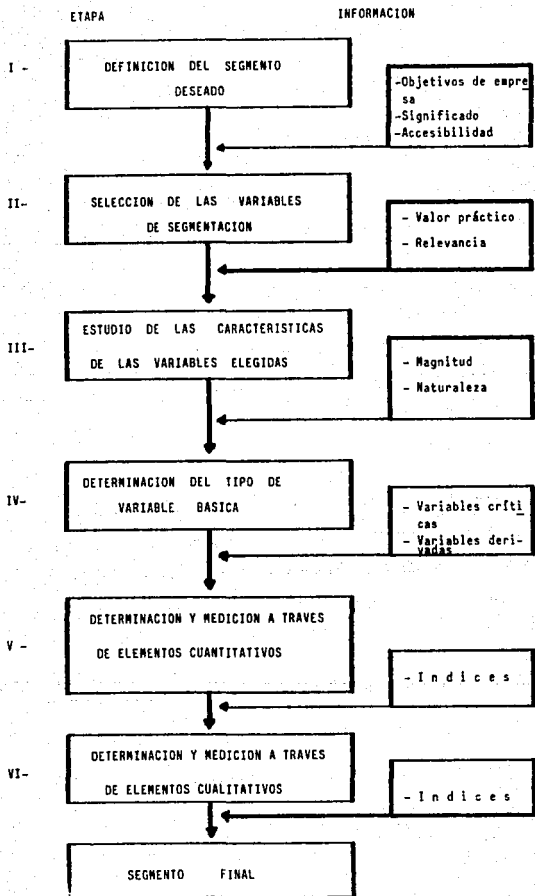 ETAPA INFORMACION
I - DEFINICION DEL SEGMENTO
DESEADO
-Objetivos de empre
sa
-Significado
-Accesibilidad
II- SELECCION DE LAS VARIABLES
DE SEGMENTACION
- Valor práctico
- Relevancia
III- ESTUDIO DE LAS CARACTERISTICAS
DE LAS VARIABLES ELEGIDAS
- Magnitud
- Naturaleza
IV- DETERMINACION DEL TIPO DE
VARIABLE BASICA
- Variables críti
cas
- Variables deri-
vadas
V - DETERMINACION Y MEDICION A TRAVES
DE ELEMENTOS CUANTITATIVOS
- I n d i c e s
VI- DETERMINACION Y MEDICION A TRAVES
DE ELEMENTOS CUALITATIVOS
- I n d i c e s
SEGMENTO FINAL